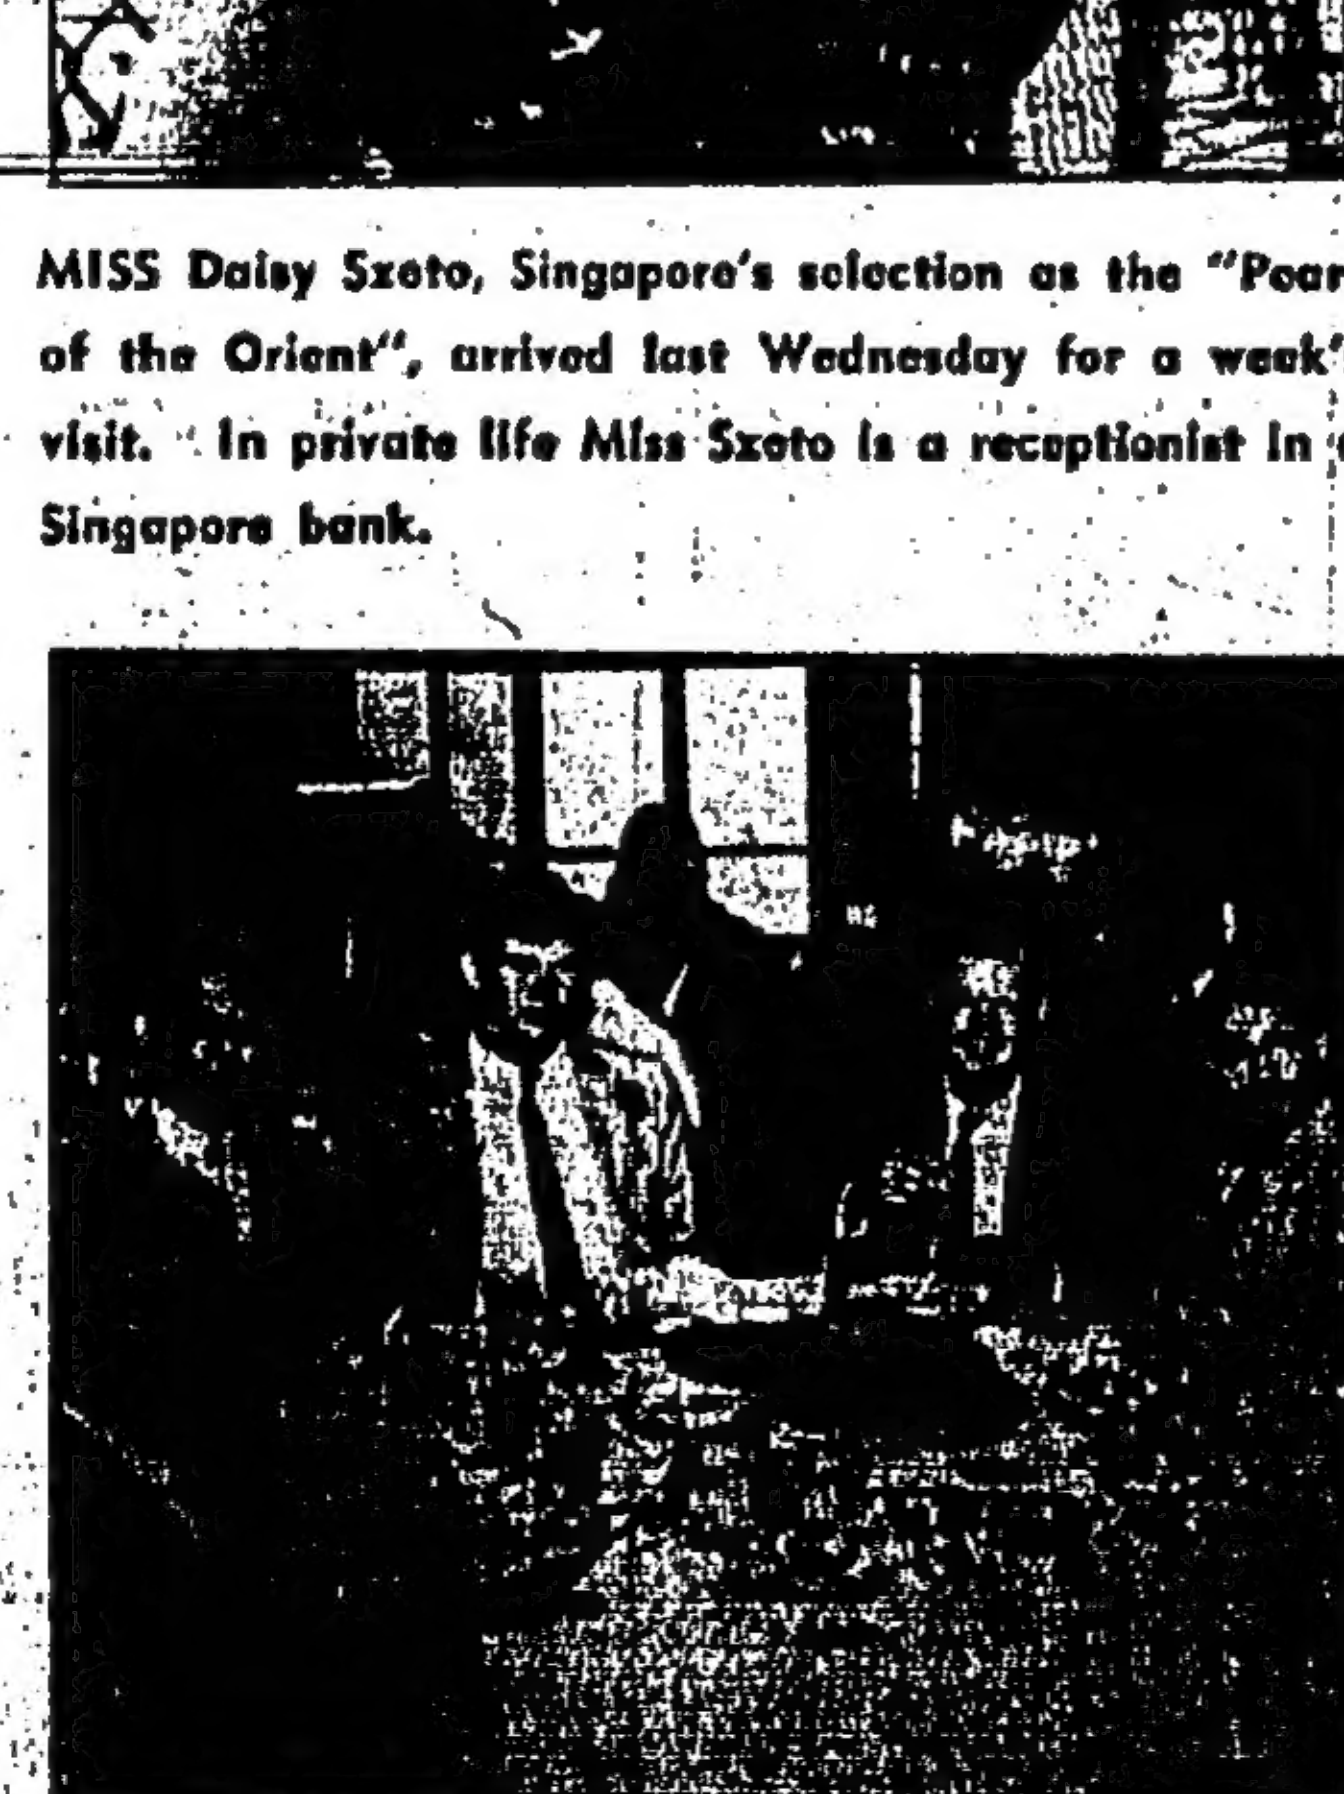 MISS Daisy Szeto, Singapore's selection as the "Pear
of the Orient", arrived last Wednesday for a week'
visit. In private life Miss Szeto is a receptionist in
Singapore bank.